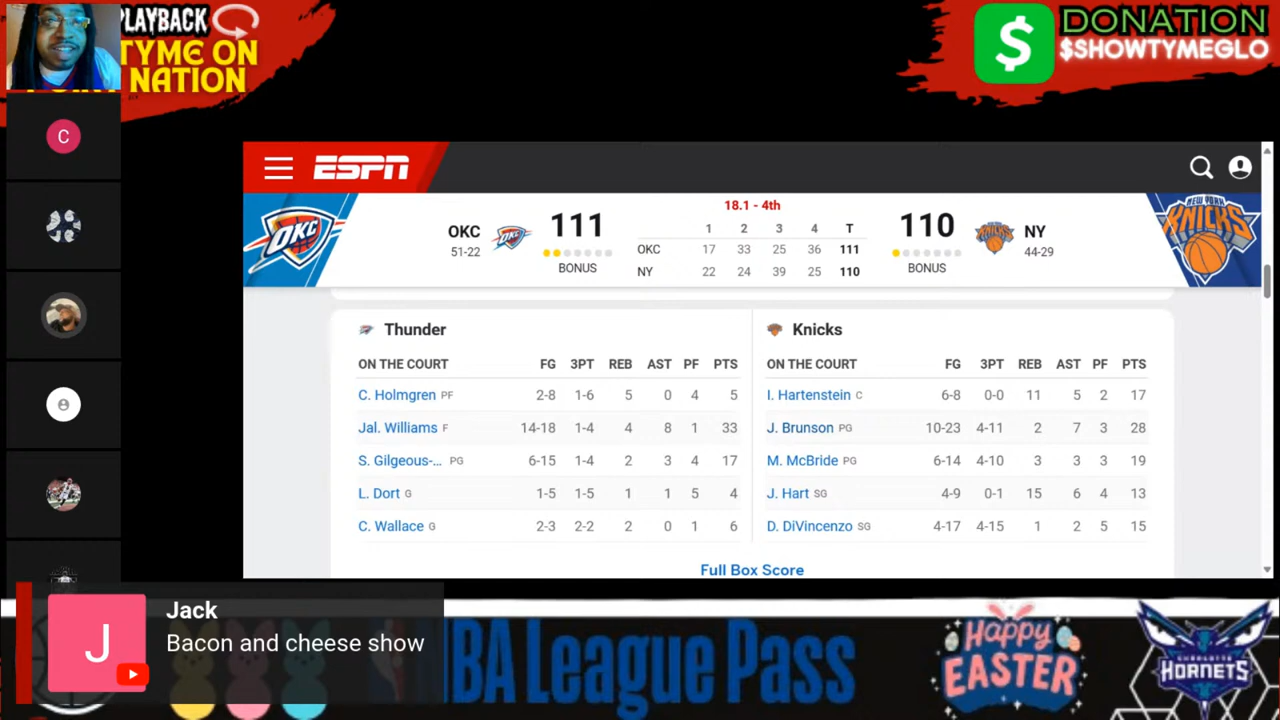 PLAYBACK
TYME ON
NATION
DONATION
$SHOWTYMEGLO
C
ESPN
OKC
51-22
OKC
111
BONUS
18.1 - 4th
1 2 3 4 T
OKC 17 33 25 36 111
NY 22 24 39 25 110
110
BONUS
NY
44-29
NEW YORK
KNICKS
Thunder
ON THE COURT FG 3PT REB AST PF PTS
C. Holmgren PF 2-8 1-6 5 0 4 5
Jal. Williams F 14-18 1-4 4 8 1 33
S. Gilgeous-... PG 6-15 1-4 2 3 4 17
L. Dort G 1-5 1-5 1 1 5 4
C. Wallace G 2-3 2-2 2 0 1 6
Knicks
ON THE COURT FG 3PT REB AST PF PTS
I. Hartenstein C 6-8 0-0 11 5 2 17
J. Brunson PG 10-23 4-11 2 7 3 28
M. McBride PG 6-14 4-10 3 3 3 19
J. Hart SG 4-9 0-1 15 6 4 13
D. DiVincenzo SG 4-17 4-15 1 2 5 15
Full Box Score
J
Jack
Bacon and cheese show
BA League Pass
Happy
EASTER
CHARLOTTE
HORNETS